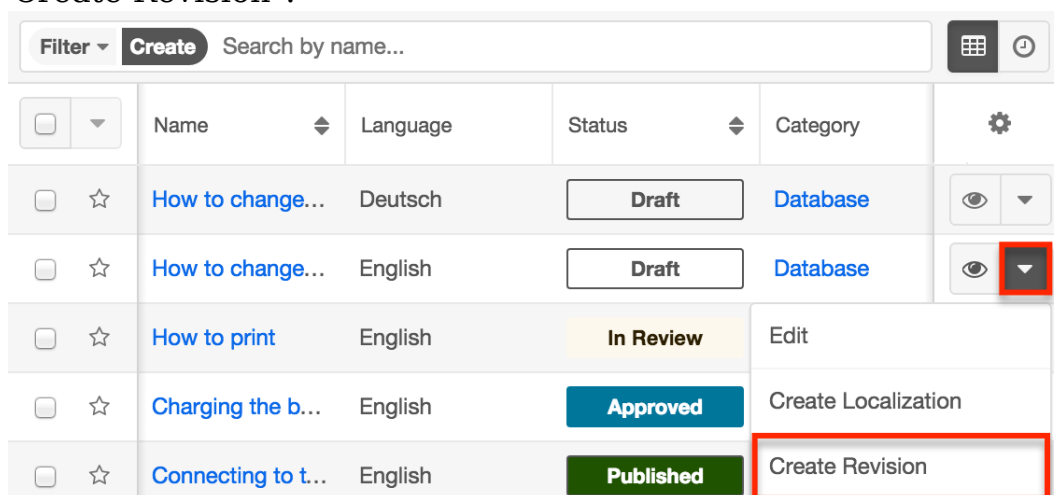 Create Revision".
Filter Create Search by name...
Name Language Status Category
How to change... Deutsch Draft Database
How to change... English Draft Database
How to print English In Review Edit
Charging the b... English Approved Create Localization
Connecting to t... English Published Create Revision